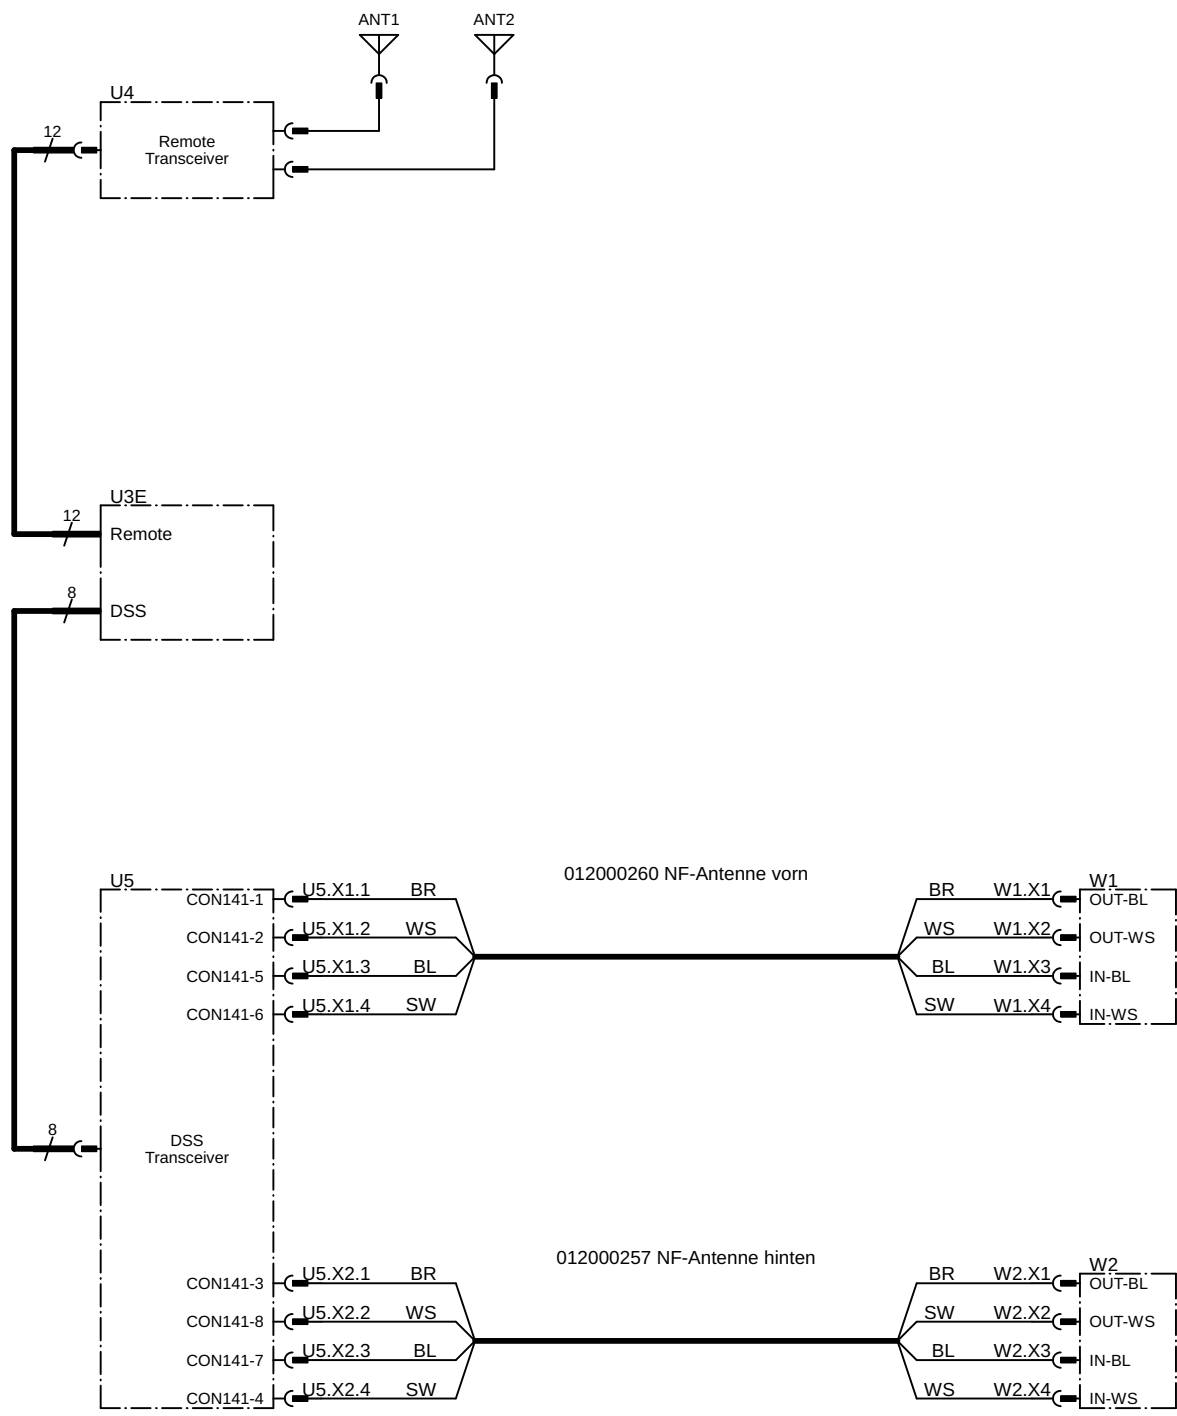 ANT1 ANT2
U4
12
Remote
Transceiver
U3E
12
Remote
8
DSS
012000260 NF-Antenne vorn
U5 W1
CON141-1 U5.X1.1 BR BR W1.X1 OUT-BL
CON141-2 U5.X1.2 WS WS W1.X2 OUT-WS
CON141-5 U5.X1.3 BL BL W1.X3 IN-BL
CON141-6 U5.X1.4 SW SW W1.X4 IN-WS
8
DSS
Transceiver
012000257 NF-Antenne hinten
W2
CON141-3 U5.X2.1 BR BR W2.X1 OUT-BL
CON141-8 U5.X2.2 WS SW W2.X2 OUT-WS
CON141-7 U5.X2.3 BL BL W2.X3 IN-BL
CON141-4 U5.X2.4 SW WS W2.X4 IN-WS